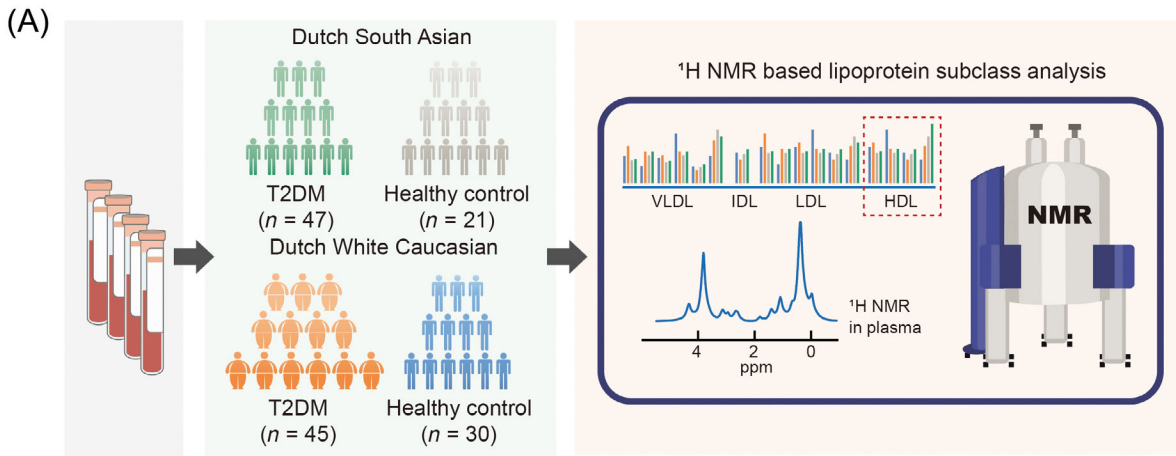 (A)
Dutch South Asian
T2DM
(n = 47)
Healthy control
(n = 21)
Dutch White Caucasian
T2DM
(n = 45)
Healthy control
(n = 30)
¹H NMR based lipoprotein subclass analysis
VLDL IDL LDL HDL
¹H NMR
in plasma
4 2 0
ppm
NMR